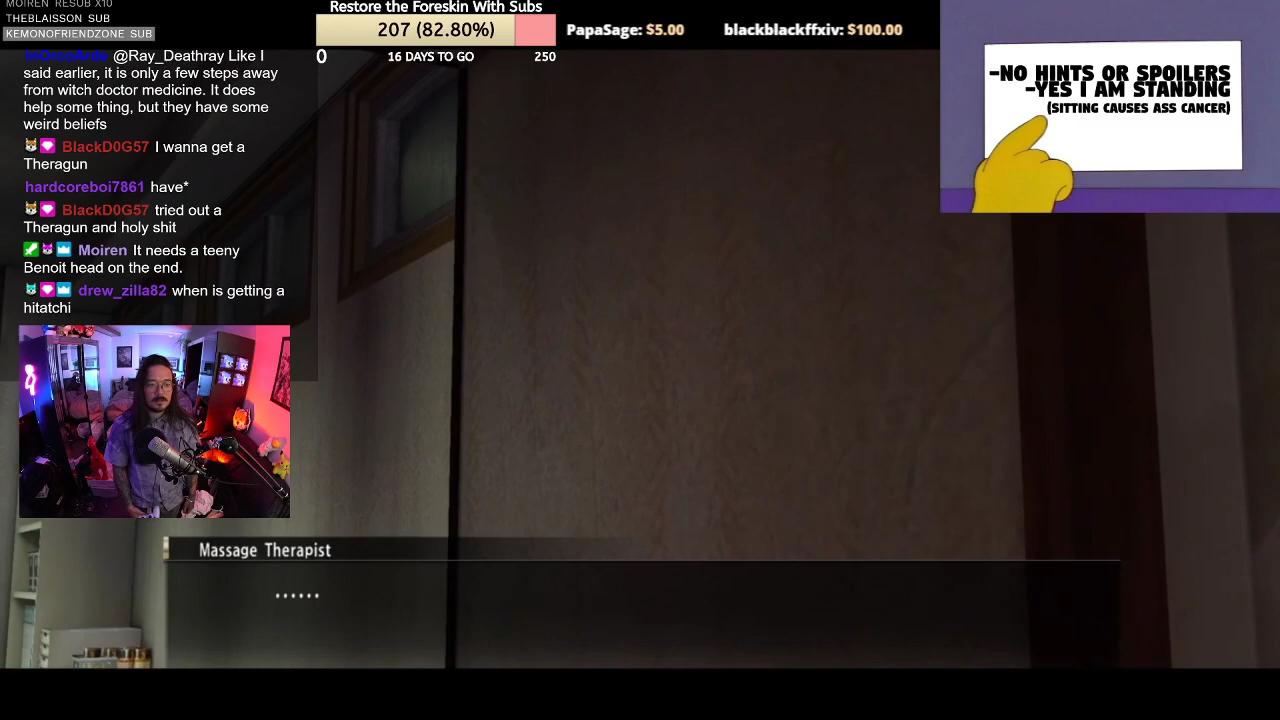 MOIREN RESUB X10
THEBLAISSON SUB
KEMONOFRIENDZONE SUB
Restore the Foreskin With Subs
207 (82.80%)
0
16 DAYS TO GO
250
PapaSage: $5.00
blackblackffxiv: $100.00
-NO HINTS OR SPOILERS
-YES I AM STANDING
(SITTING CAUSES ASS CANCER)
@Ray_Deathray Like I
said earlier, it is only a few steps away
from witch doctor medicine. It does
help some thing, but they have some
weird beliefs
BlackD0G57 I wanna get a
Theragun
hardcoreboi7861 have*
BlackD0G57 tried out a
Theragun and holy shit
Moiren It needs a teeny
Benoit head on the end.
drew_zilla82 when is getting a
hitatchi
Massage Therapist
......